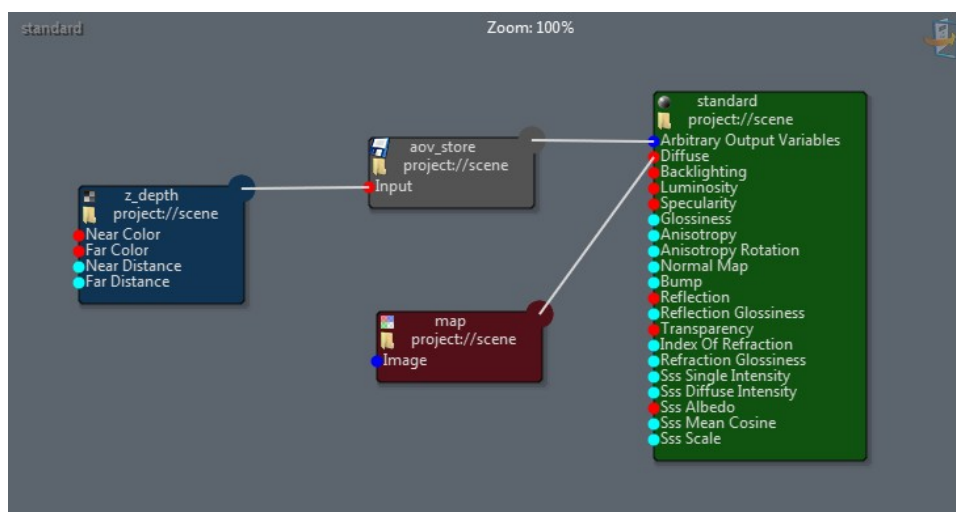 standard
Zoom: 100%
z_depth
project://scene
Near Color
Far Color
Near Distance
Far Distance
aov_store
project://scene
Input
map
project://scene
Image
standard
project://scene
Arbitrary Output Variables
Diffuse
Backlighting
Luminosity
Specularity
Glossiness
Anisotropy
Anisotropy Rotation
Normal Map
Bump
Reflection
Reflection Glossiness
Transparency
Index Of Refraction
Refraction Glossiness
Sss Single Intensity
Sss Diffuse Intensity
Sss Albedo
Sss Mean Cosine
Sss Scale